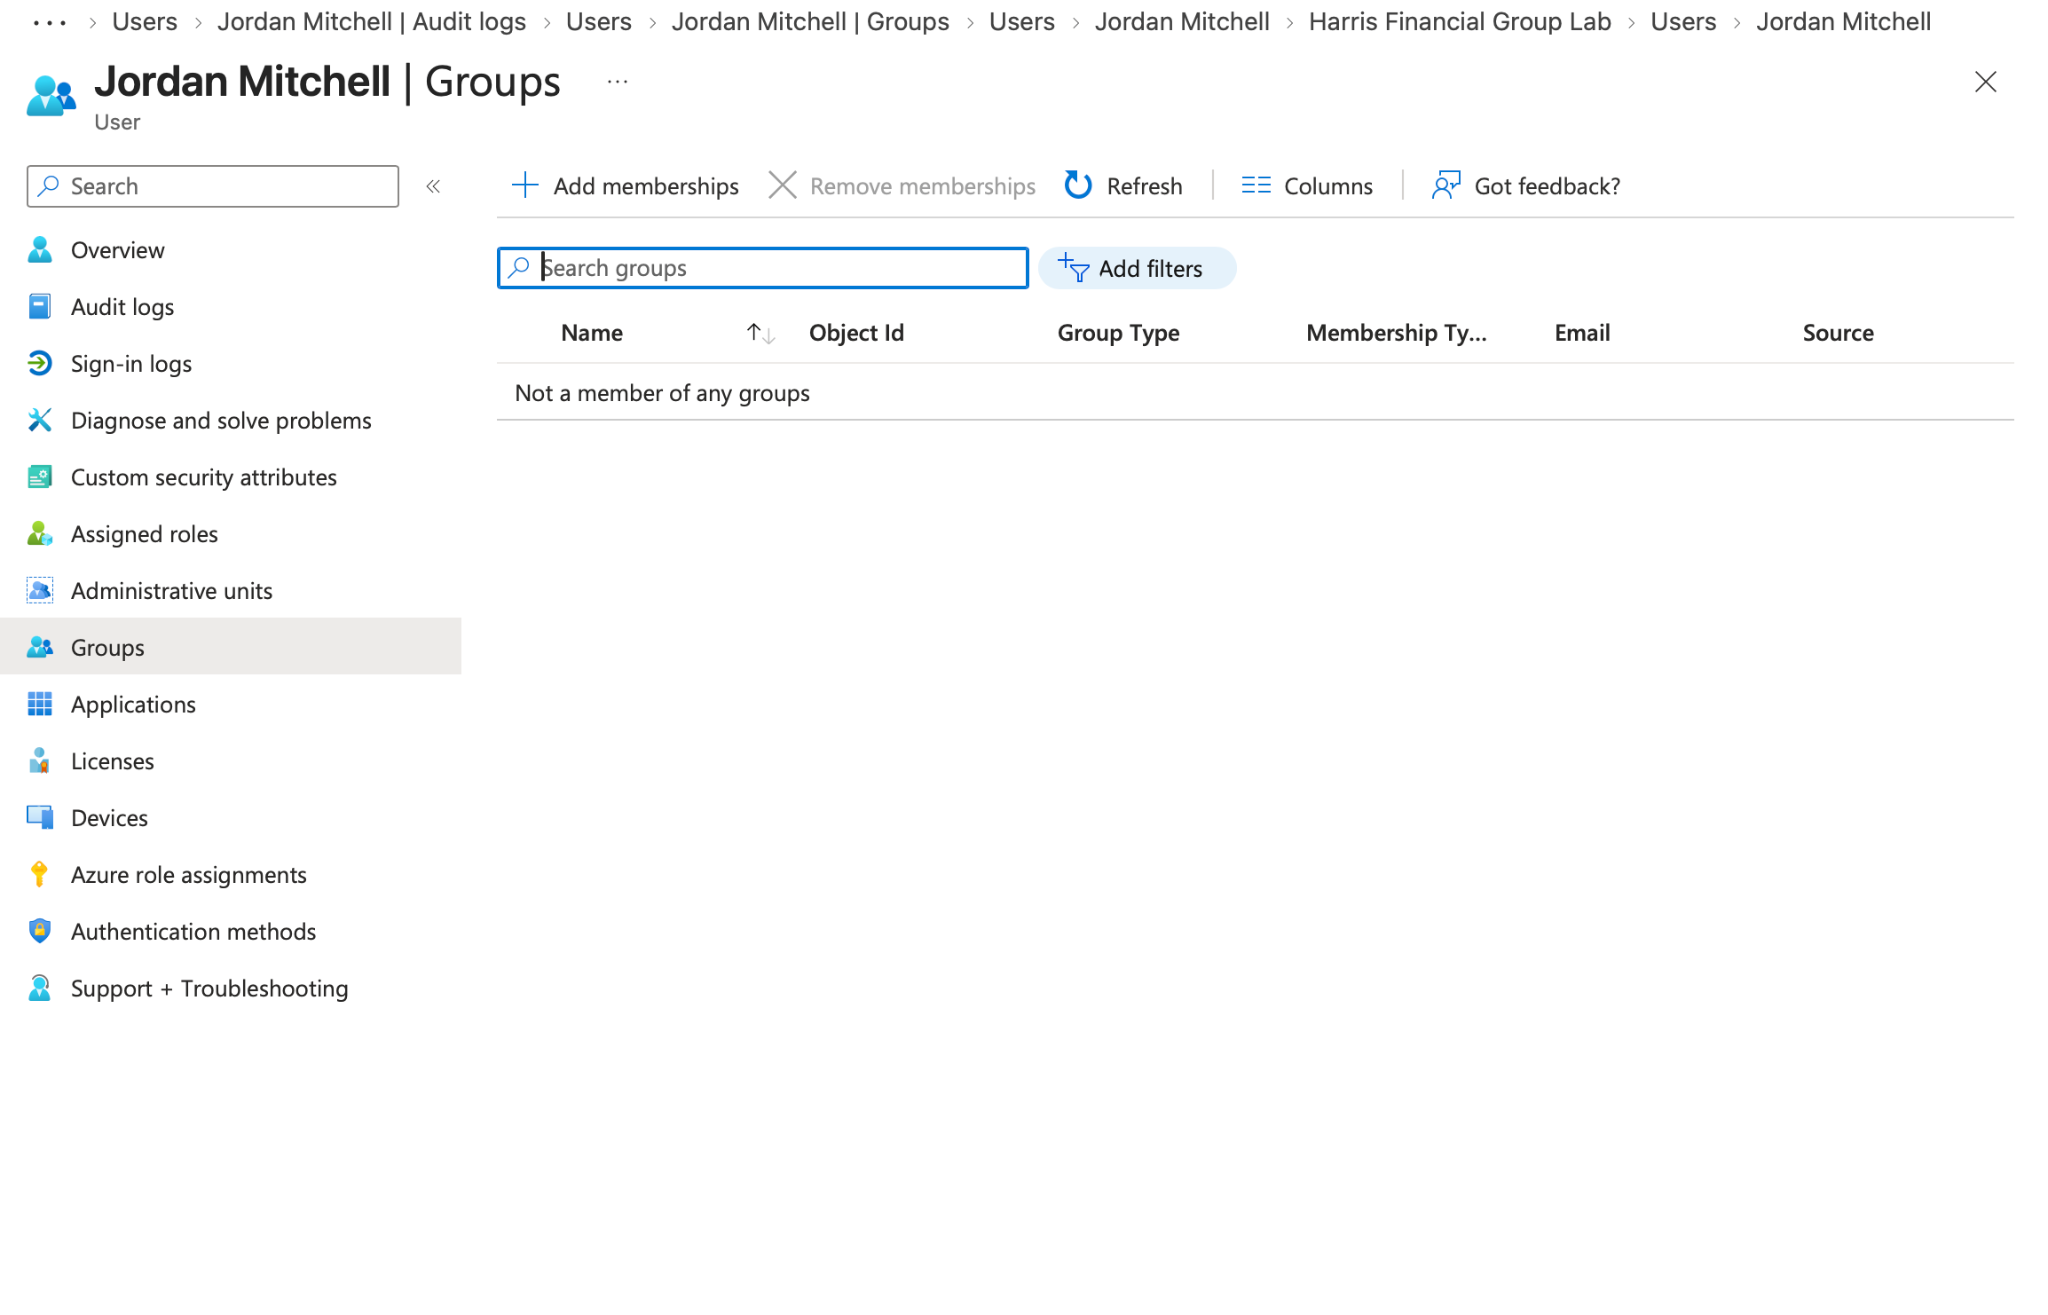 ··· > Users > Jordan Mitchell | Audit logs > Users > Jordan Mitchell | Groups > Users > Jordan Mitchell > Harris Financial Group Lab > Users > Jordan Mitchell
Jordan Mitchell | Groups ···
User
Search «
Add memberships Remove memberships Refresh Columns Got feedback?
Overview
Audit logs
Sign-in logs
Diagnose and solve problems
Custom security attributes
Assigned roles
Administrative units
Groups
Applications
Licenses
Devices
Azure role assignments
Authentication methods
Support + Troubleshooting
Search groups Add filters
Name ↑↓ Object Id Group Type Membership Ty... Email Source
Not a member of any groups